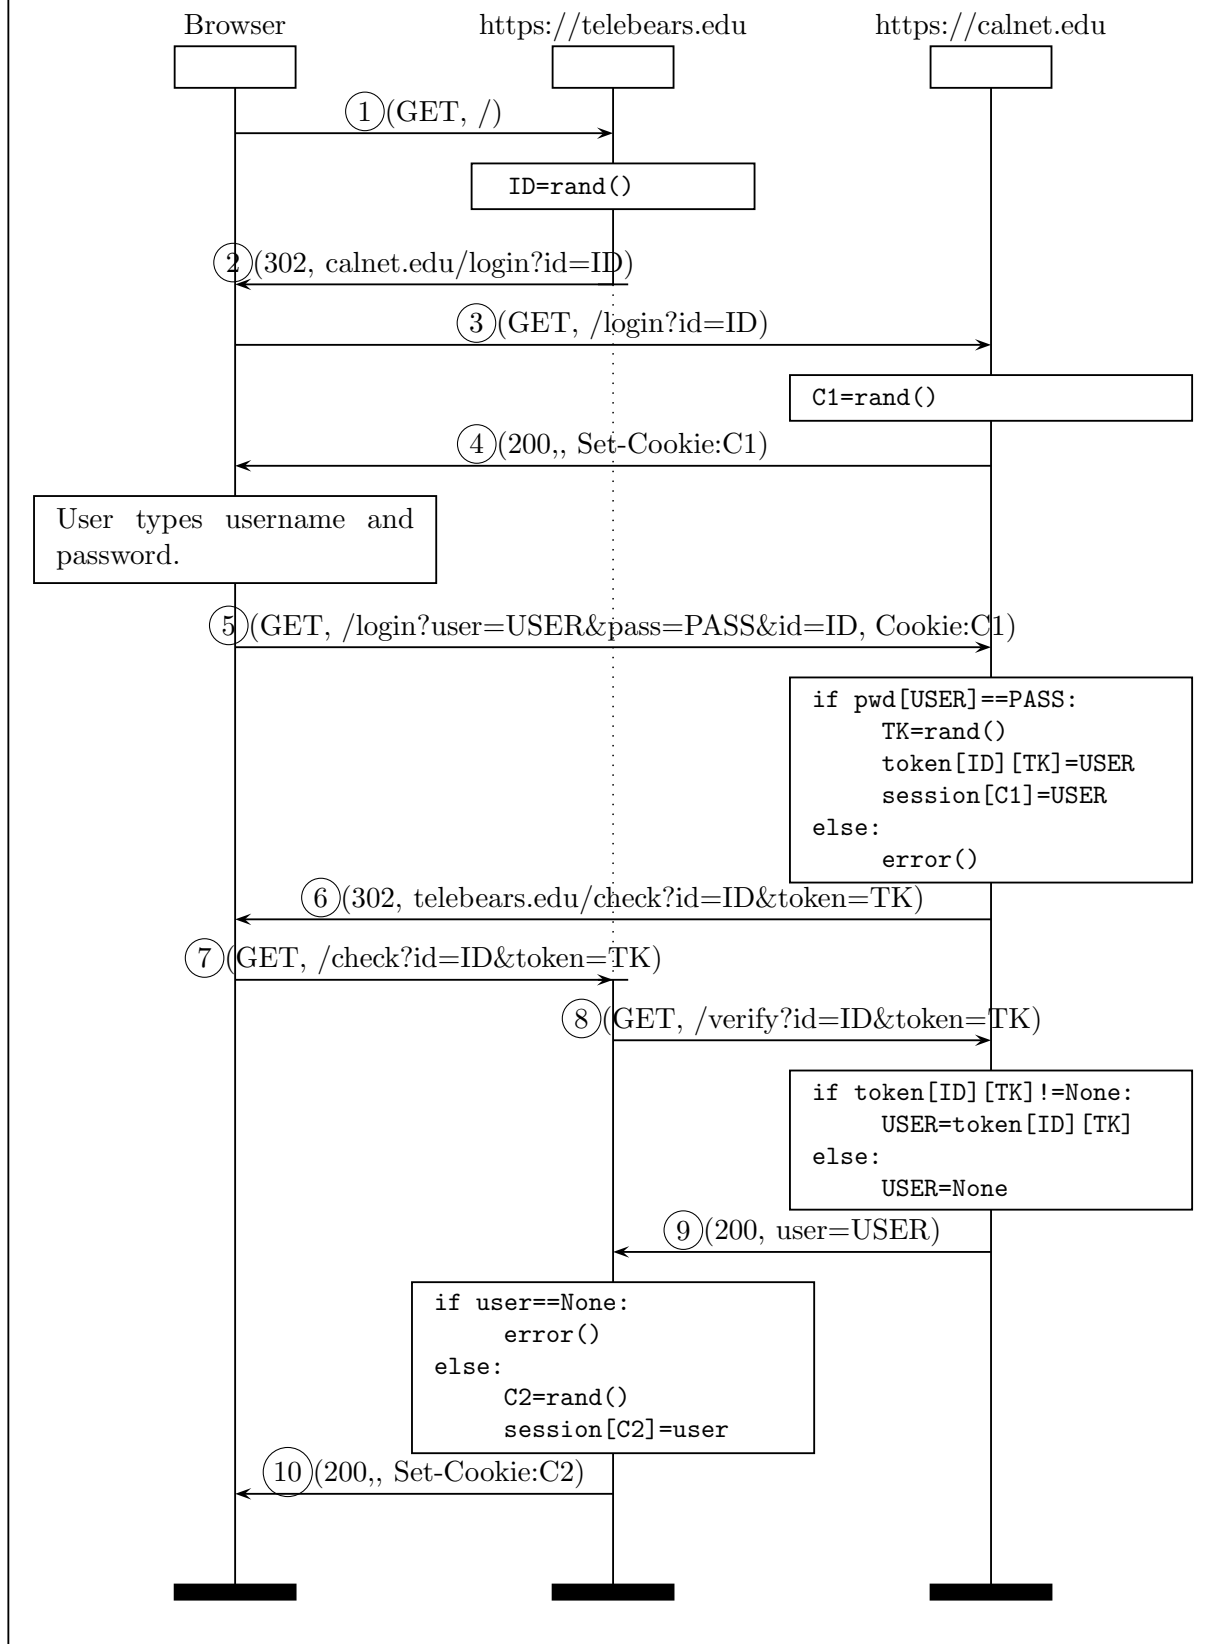 Browser
https://telebears.edu
https://calnet.edu
1 (GET, /)
ID=rand()
2 (302, calnet.edu/login?id=ID)
3 (GET, /login?id=ID)
C1=rand()
4 (200,, Set-Cookie:C1)
User types username and
password.
5 (GET, /login?user=USER&pass=PASS&id=ID, Cookie:C1)
if pwd[USER]==PASS:
TK=rand()
token[ID][TK]=USER
session[C1]=USER
else:
error()
6 (302, telebears.edu/check?id=ID&token=TK)
7 (GET, /check?id=ID&token=TK)
8 (GET, /verify?id=ID&token=TK)
if token[ID][TK]!=None:
USER=token[ID][TK]
else:
USER=None
9 (200, user=USER)
if user==None:
error()
else:
C2=rand()
session[C2]=user
10 (200,, Set-Cookie:C2)